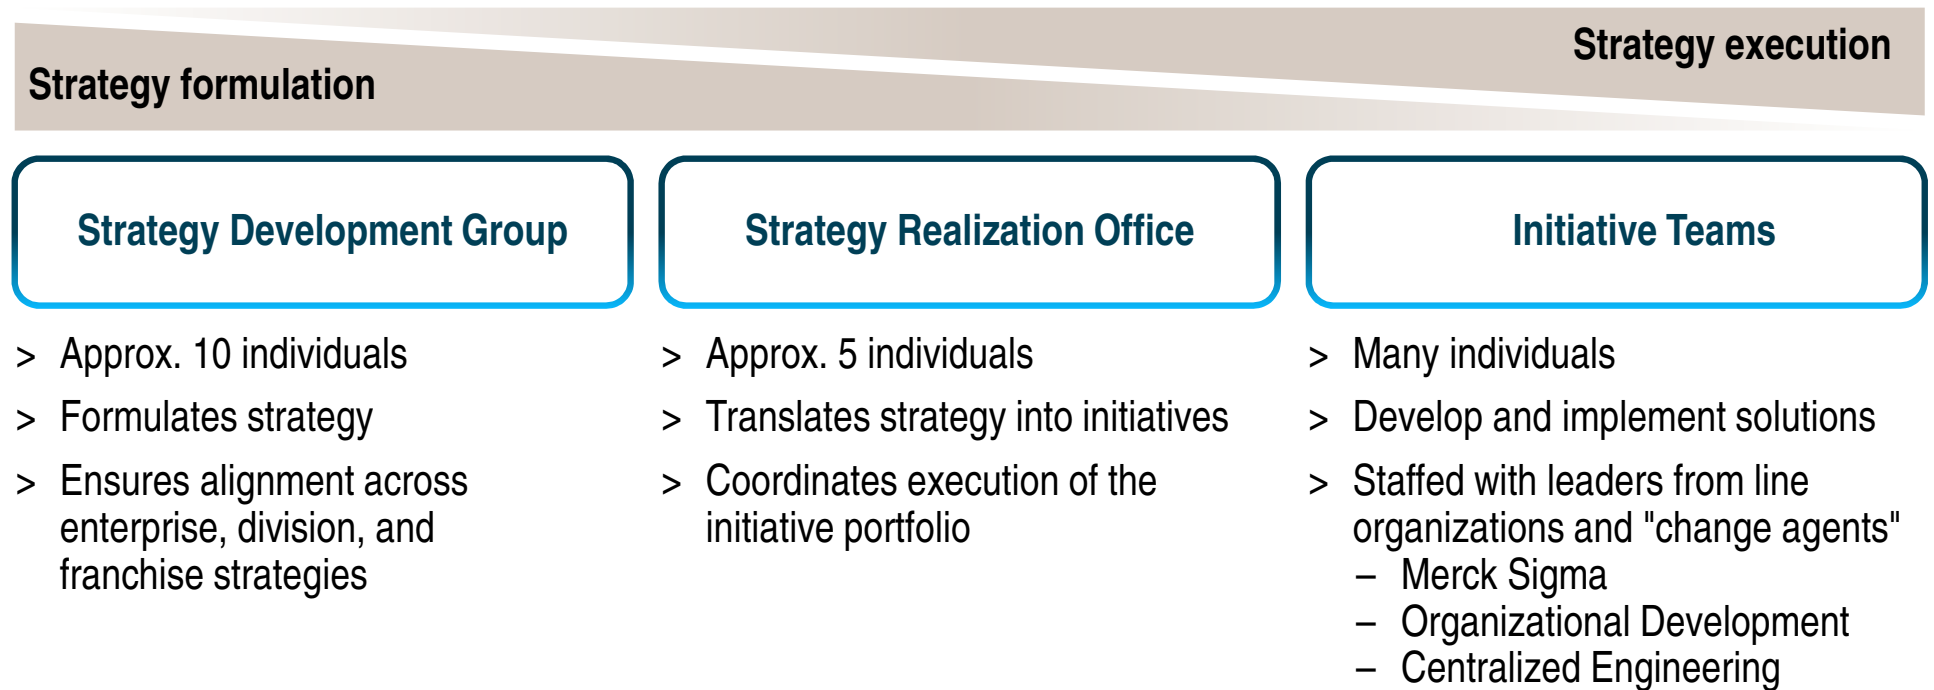 Strategy execution
Strategy formulation
Strategy Development Group
> Approx. 10 individuals
> Formulates strategy
> Ensures alignment across
enterprise, division, and
franchise strategies
Strategy Realization Office
> Approx. 5 individuals
> Translates strategy into initiatives
> Coordinates execution of the
initiative portfolio
Initiative Teams
> Many individuals
> Develop and implement solutions
> Staffed with leaders from line
organizations and "change agents"
– Merck Sigma
– Organizational Development
– Centralized Engineering